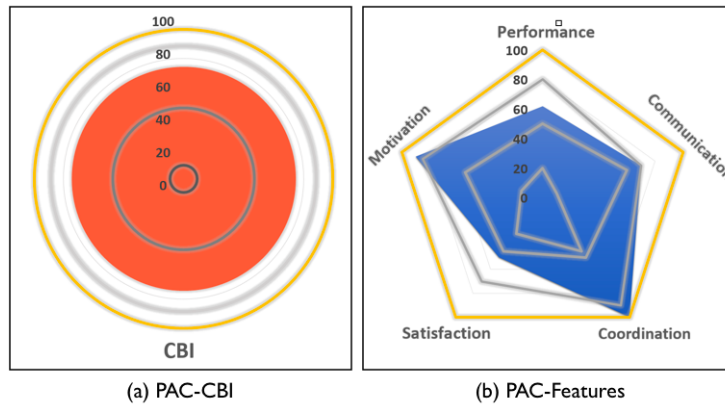 100
80
60
40
20
0
CBI
Performance
100
80
60
40
20
0
Motivation
Communication
Satisfaction
Coordination
(a) PAC-CBI
(b) PAC-Features